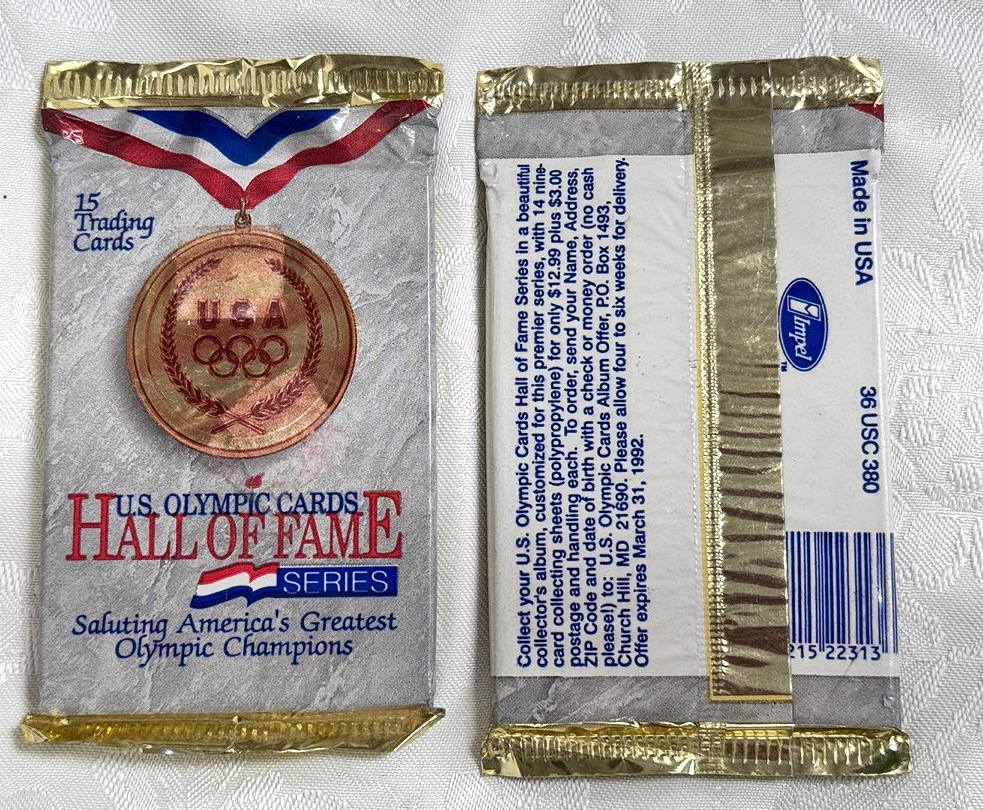 15
Trading
Cards
USA
U.S. OLYMPIC CARDS
HALL OF FAME
SERIES
Saluting America's Greatest
Olympic Champions
Collect your U.S. Olympic Cards Hall of Fame Series in a beautiful
collector's album, customized for this premier series, with 14 nine-
card collecting sheets (polypropylene) for only $12.99 plus $3.00
postage and handling each. To order, send your Name, Address,
ZIP Code and date of birth with a check or money order (no cash
please!) to: U.S. Olympic Cards Album Offer, P.O. Box 1493,
Church Hill, MD 21690. Please allow four to six weeks for delivery.
Offer expires March 31, 1992.
Impel
TM
Made in USA
36 USC 380
215 22313